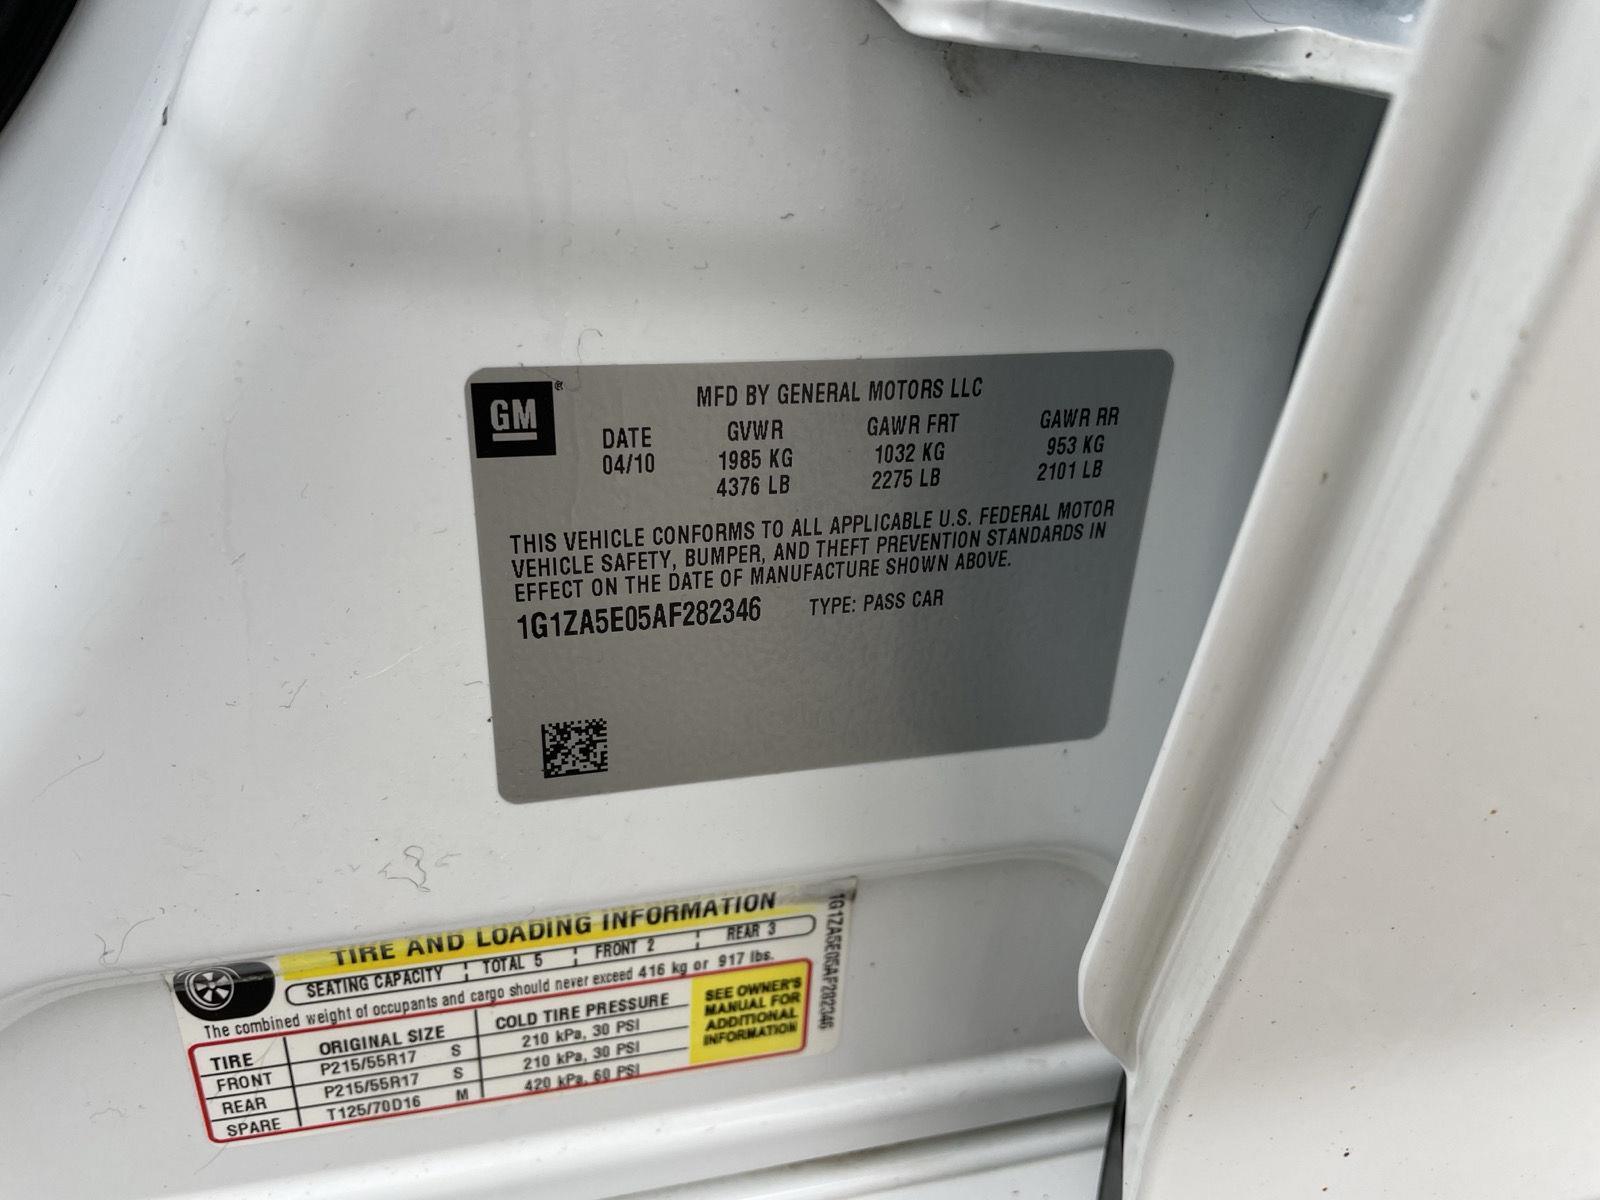 GM ®
MFD BY GENERAL MOTORS LLC
DATE GVWR GAWR FRT GAWR RR
04/10 1985 KG 1032 KG 953 KG
4376 LB 2275 LB 2101 LB
THIS VEHICLE CONFORMS TO ALL APPLICABLE U.S. FEDERAL MOTOR
VEHICLE SAFETY, BUMPER, AND THEFT PREVENTION STANDARDS IN
EFFECT ON THE DATE OF MANUFACTURE SHOWN ABOVE.
1G1ZA5E05AF282346 TYPE: PASS CAR
TIRE AND LOADING INFORMATION
SEATING CAPACITY TOTAL 5 FRONT 2 REAR 3
The combined weight of occupants and cargo should never exceed 416 kg or 917 lbs.
TIRE ORIGINAL SIZE COLD TIRE PRESSURE
FRONT P215/55R17 S 210 kPa, 30 PSI
REAR P215/55R17 S 210 kPa, 30 PSI
SPARE T125/70D16 M 420 kPa, 60 PSI
SEE OWNER'S
MANUAL FOR
ADDITIONAL
INFORMATION
1G1ZA5E05AF282346